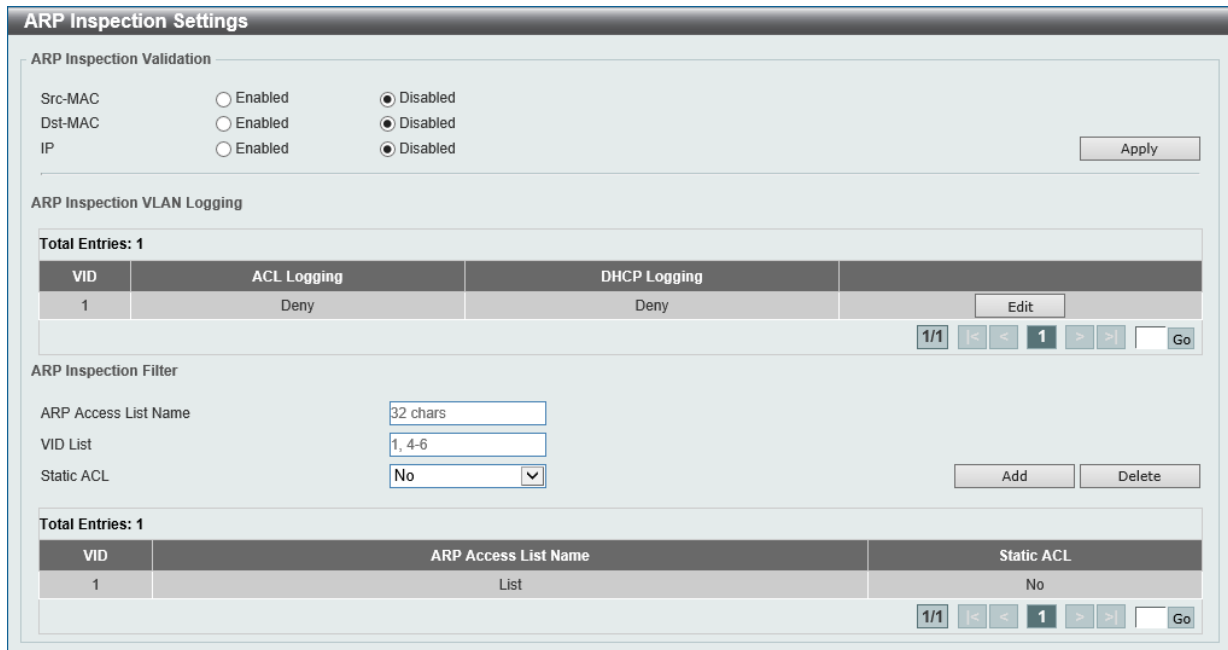 ARP Inspection Settings
ARP Inspection Validation
Src-MAC Enabled Disabled
Dst-MAC Enabled Disabled
IP Enabled Disabled Apply
ARP Inspection VLAN Logging
Total Entries: 1
VID ACL Logging DHCP Logging
1 Deny Deny Edit
1/1 |< < 1 > >| Go
ARP Inspection Filter
ARP Access List Name 32 chars
VID List 1, 4-6
Static ACL No Add Delete
Total Entries: 1
VID ARP Access List Name Static ACL
1 List No
1/1 |< < 1 > >| Go